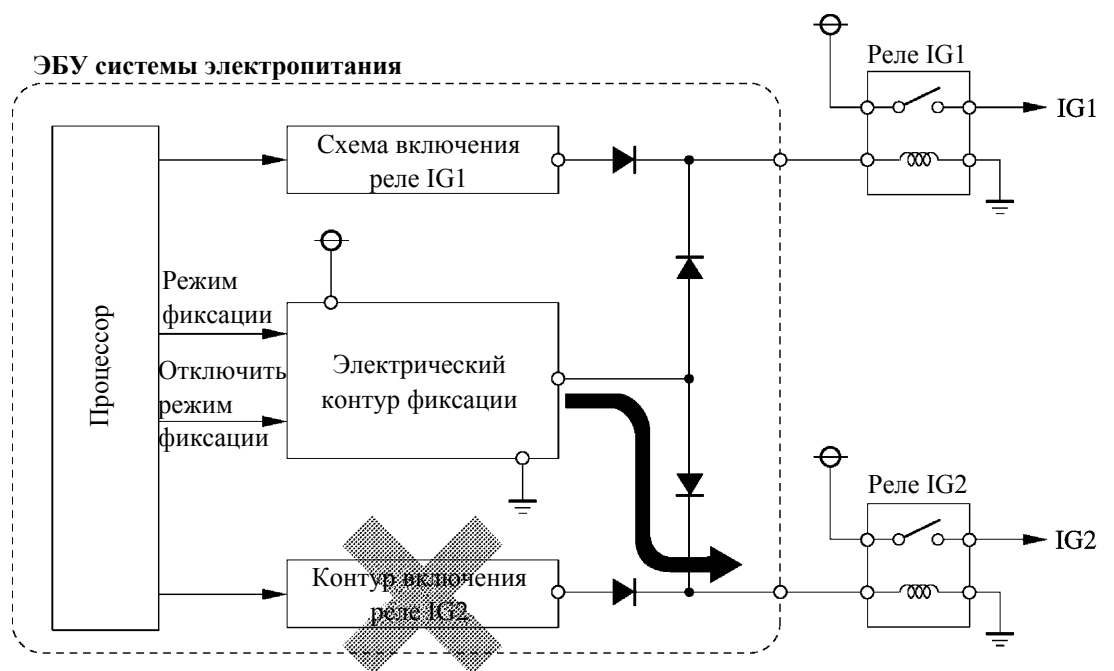 ЭБУ системы электропитания
Реле IG1
IG1
Схема включения
реле IG1
Процессор
Режим
фиксации
Отключить
режим
фиксации
Электрический
контур фиксации
Реле IG2
IG2
Контур включения
реле IG2